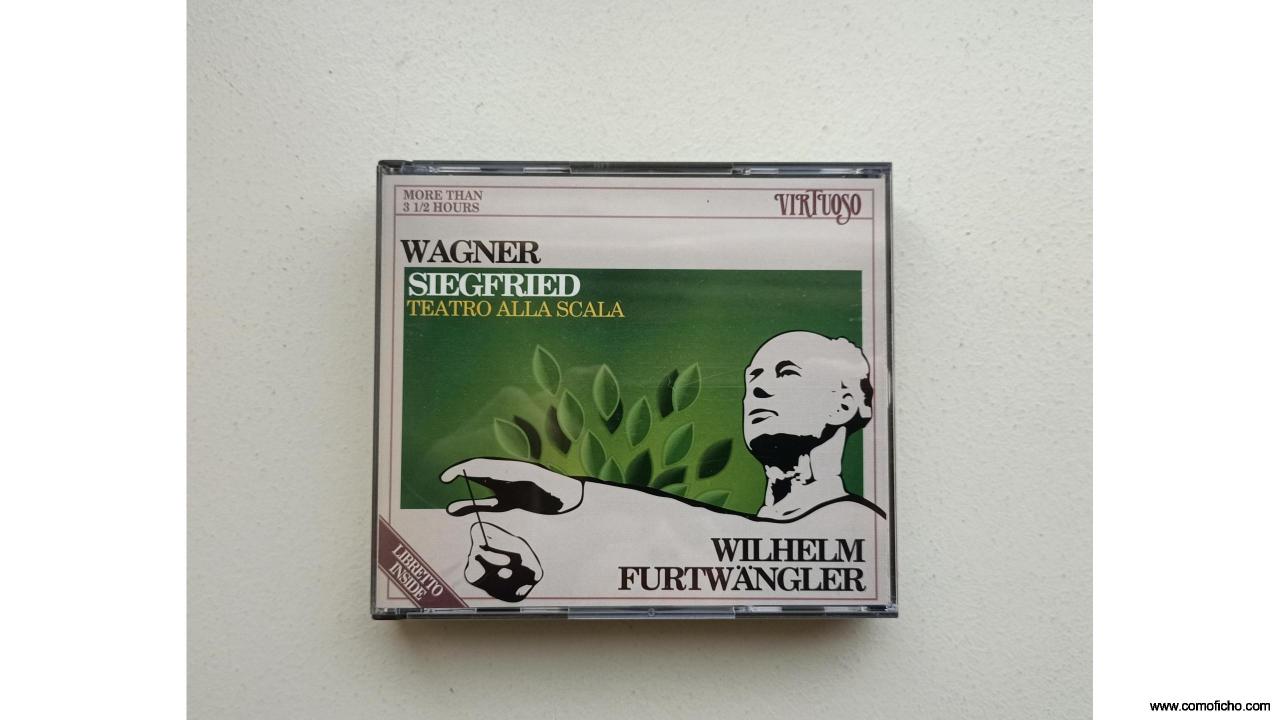 MORE THAN
3 1/2 HOURS
VIRTUOSO
WAGNER
SIEGFRIED
TEATRO ALLA SCALA
WILHELM
FURTWÄNGLER
LIBRETTO
INSIDE
www.comoficho.com